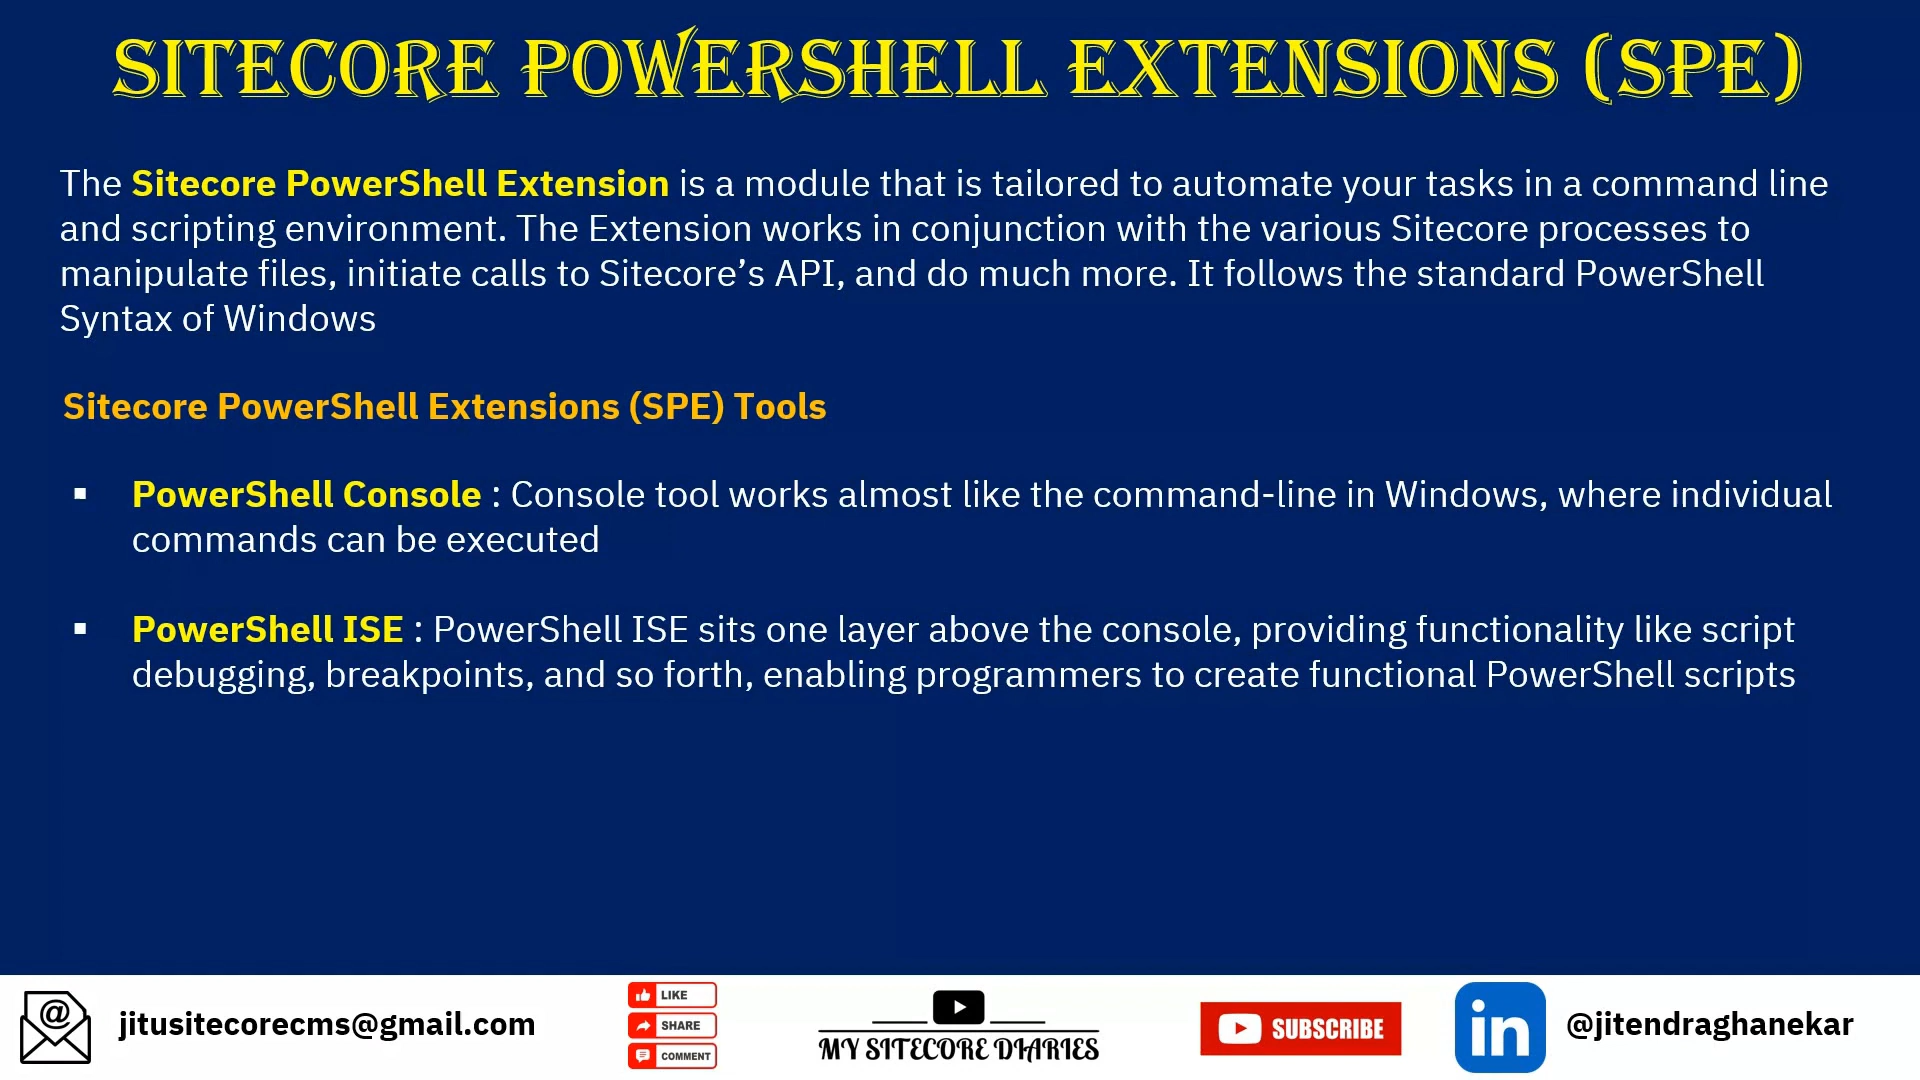 SITECORE POWERSHELL EXTENSIONS (SPE)
The Sitecore PowerShell Extension is a module that is tailored to automate your tasks in a command line
and scripting environment. The Extension works in conjunction with the various Sitecore processes to
manipulate files, initiate calls to Sitecore’s API, and do much more. It follows the standard PowerShell
Syntax of Windows
Sitecore PowerShell Extensions (SPE) Tools
▪ PowerShell Console : Console tool works almost like the command-line in Windows, where individual
commands can be executed
▪ PowerShell ISE : PowerShell ISE sits one layer above the console, providing functionality like script
debugging, breakpoints, and so forth, enabling programmers to create functional PowerShell scripts
@
jitusitecorecms@gmail.com
LIKE
SHARE
COMMENT
MY SITECORE DIARIES
SUBSCRIBE
in
@jitendraghanekar